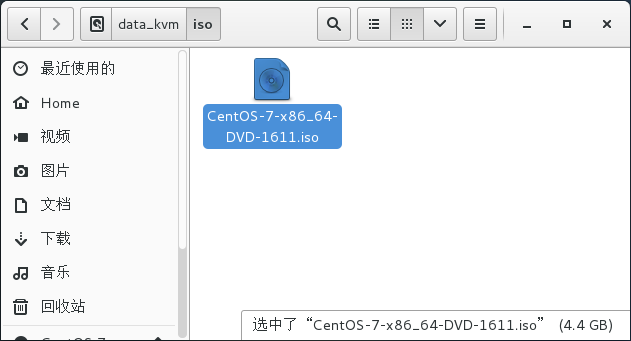 data_kvm
iso
最近使用的
Home
视频
图片
文档
下载
音乐
回收站
CentOS-7-x86_64-
DVD-1611.iso
选中了“CentOS-7-x86_64-DVD-1611.iso” (4.4 GB)